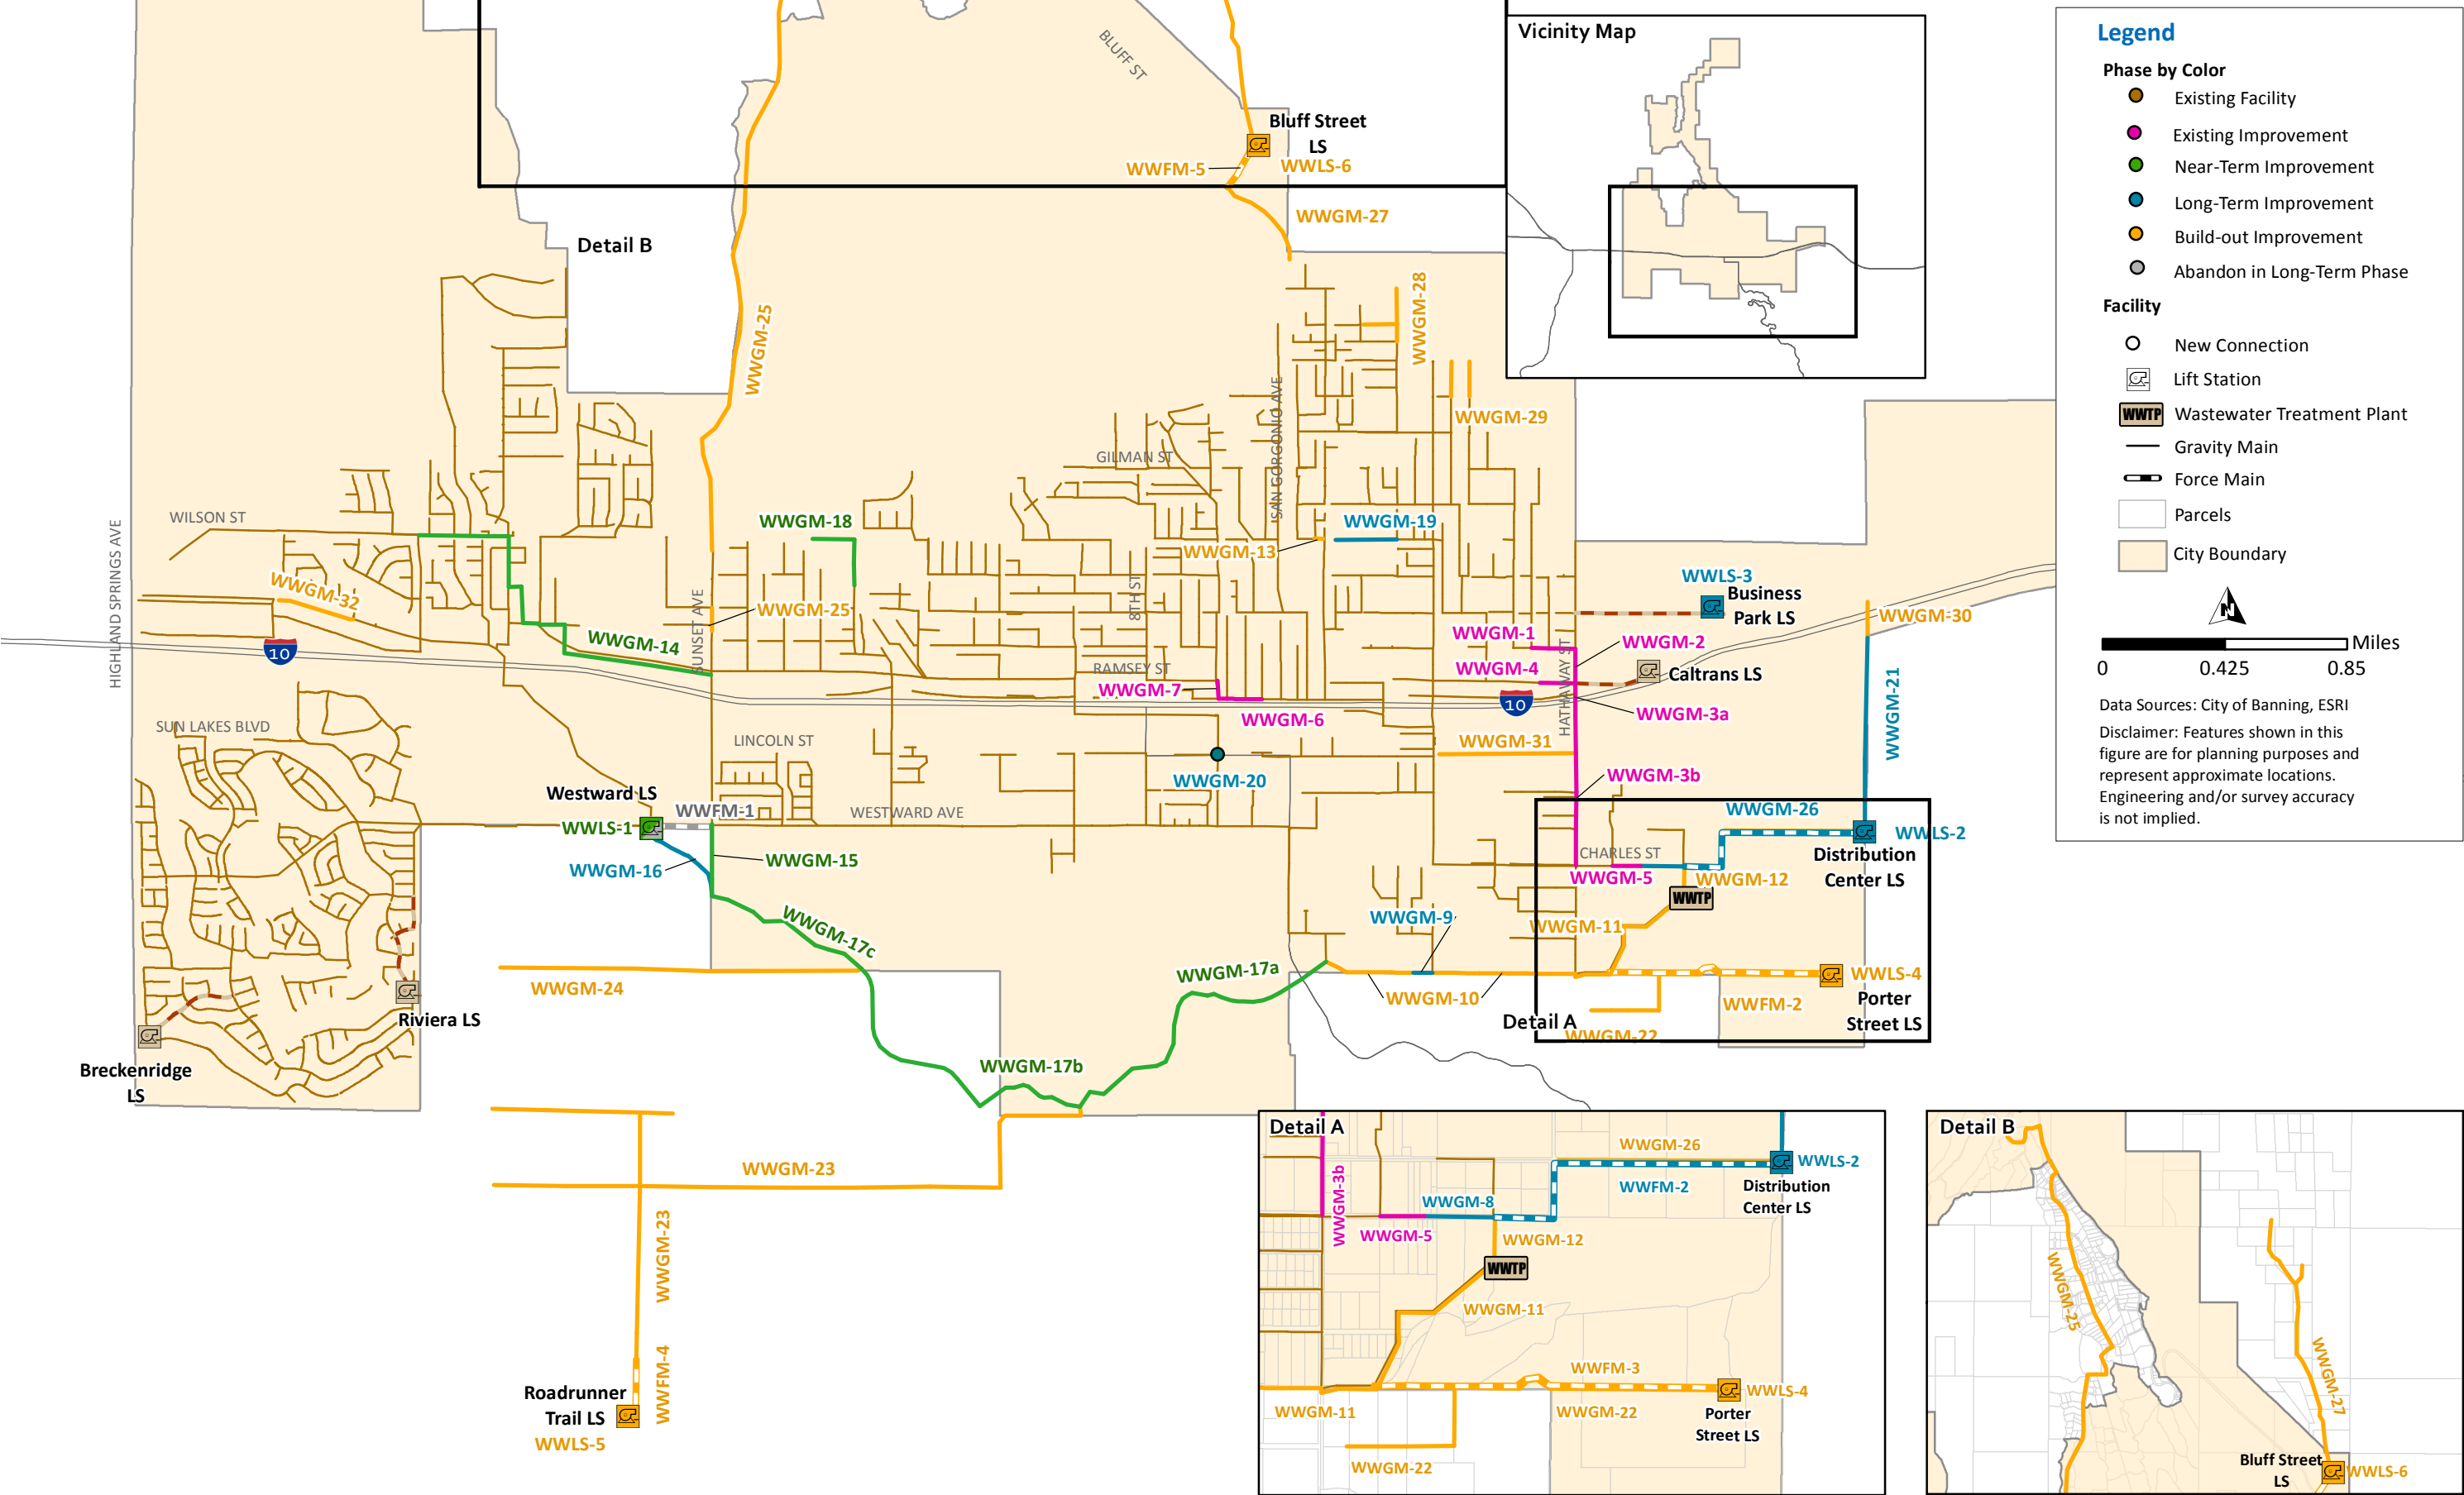 BLUFF ST
Bluff Street
LS
WWFM-5
WWLS-6
WWGM-27
Detail B
WWGM-25
WWGM-28
SAN GORGONIO AVE
WWGM-29
GILMAN ST
WILSON ST
HIGHLAND SPRINGS AVE
WWGM-18
WWGM-19
WWGM-13
WWGM-32
SUNSET AVE
WWGM-25
8TH ST
WWLS-3
Business
Park LS
WWGM-30
WWGM-14
WWGM-1
WWGM-2
HATHAWAY ST
10
RAMSEY ST
WWGM-4
Caltrans LS
WWGM-7
WWGM-6
10
WWGM-3a
WWGM-21
SUN LAKES BLVD
LINCOLN ST
WWGM-31
WWGM-20
WWGM-3b
Westward LS
WWFM-1
WESTWARD AVE
WWLS-1
WWGM-26
WWLS-2
Distribution
Center LS
WWGM-15
WWGM-16
CHARLES ST
WWGM-5
WWGM-12
WWTP
WWGM-9
WWGM-11
WWGM-17c
WWGM-17a
WWGM-24
WWGM-10
WWLS-4
Porter
Street LS
WWFM-2
Detail A
WWGM-22
Riviera LS
Breckenridge
LS
WWGM-17b
WWGM-23
WWGM-23
WWFM-4
Roadrunner
Trail LS
WWLS-5
Vicinity Map
Legend
Phase by Color
Existing Facility
Existing Improvement
Near-Term Improvement
Long-Term Improvement
Build-out Improvement
Abandon in Long-Term Phase
Facility
New Connection
Lift Station
WWTP Wastewater Treatment Plant
Gravity Main
Force Main
Parcels
City Boundary
N
Miles
0 0.425 0.85
Data Sources: City of Banning, ESRI
Disclaimer: Features shown in this
figure are for planning purposes and
represent approximate locations.
Engineering and/or survey accuracy
is not implied.
Detail A
WWGM-3b
WWGM-26
WWLS-2
WWFM-2
Distribution
Center LS
WWGM-8
WWGM-5
WWGM-12
WWTP
WWGM-11
WWFM-3
WWLS-4
WWGM-11
WWGM-22
Porter
Street LS
WWGM-22
Detail B
WWGM-25
WWGM-27
Bluff Street
LS
WWLS-6